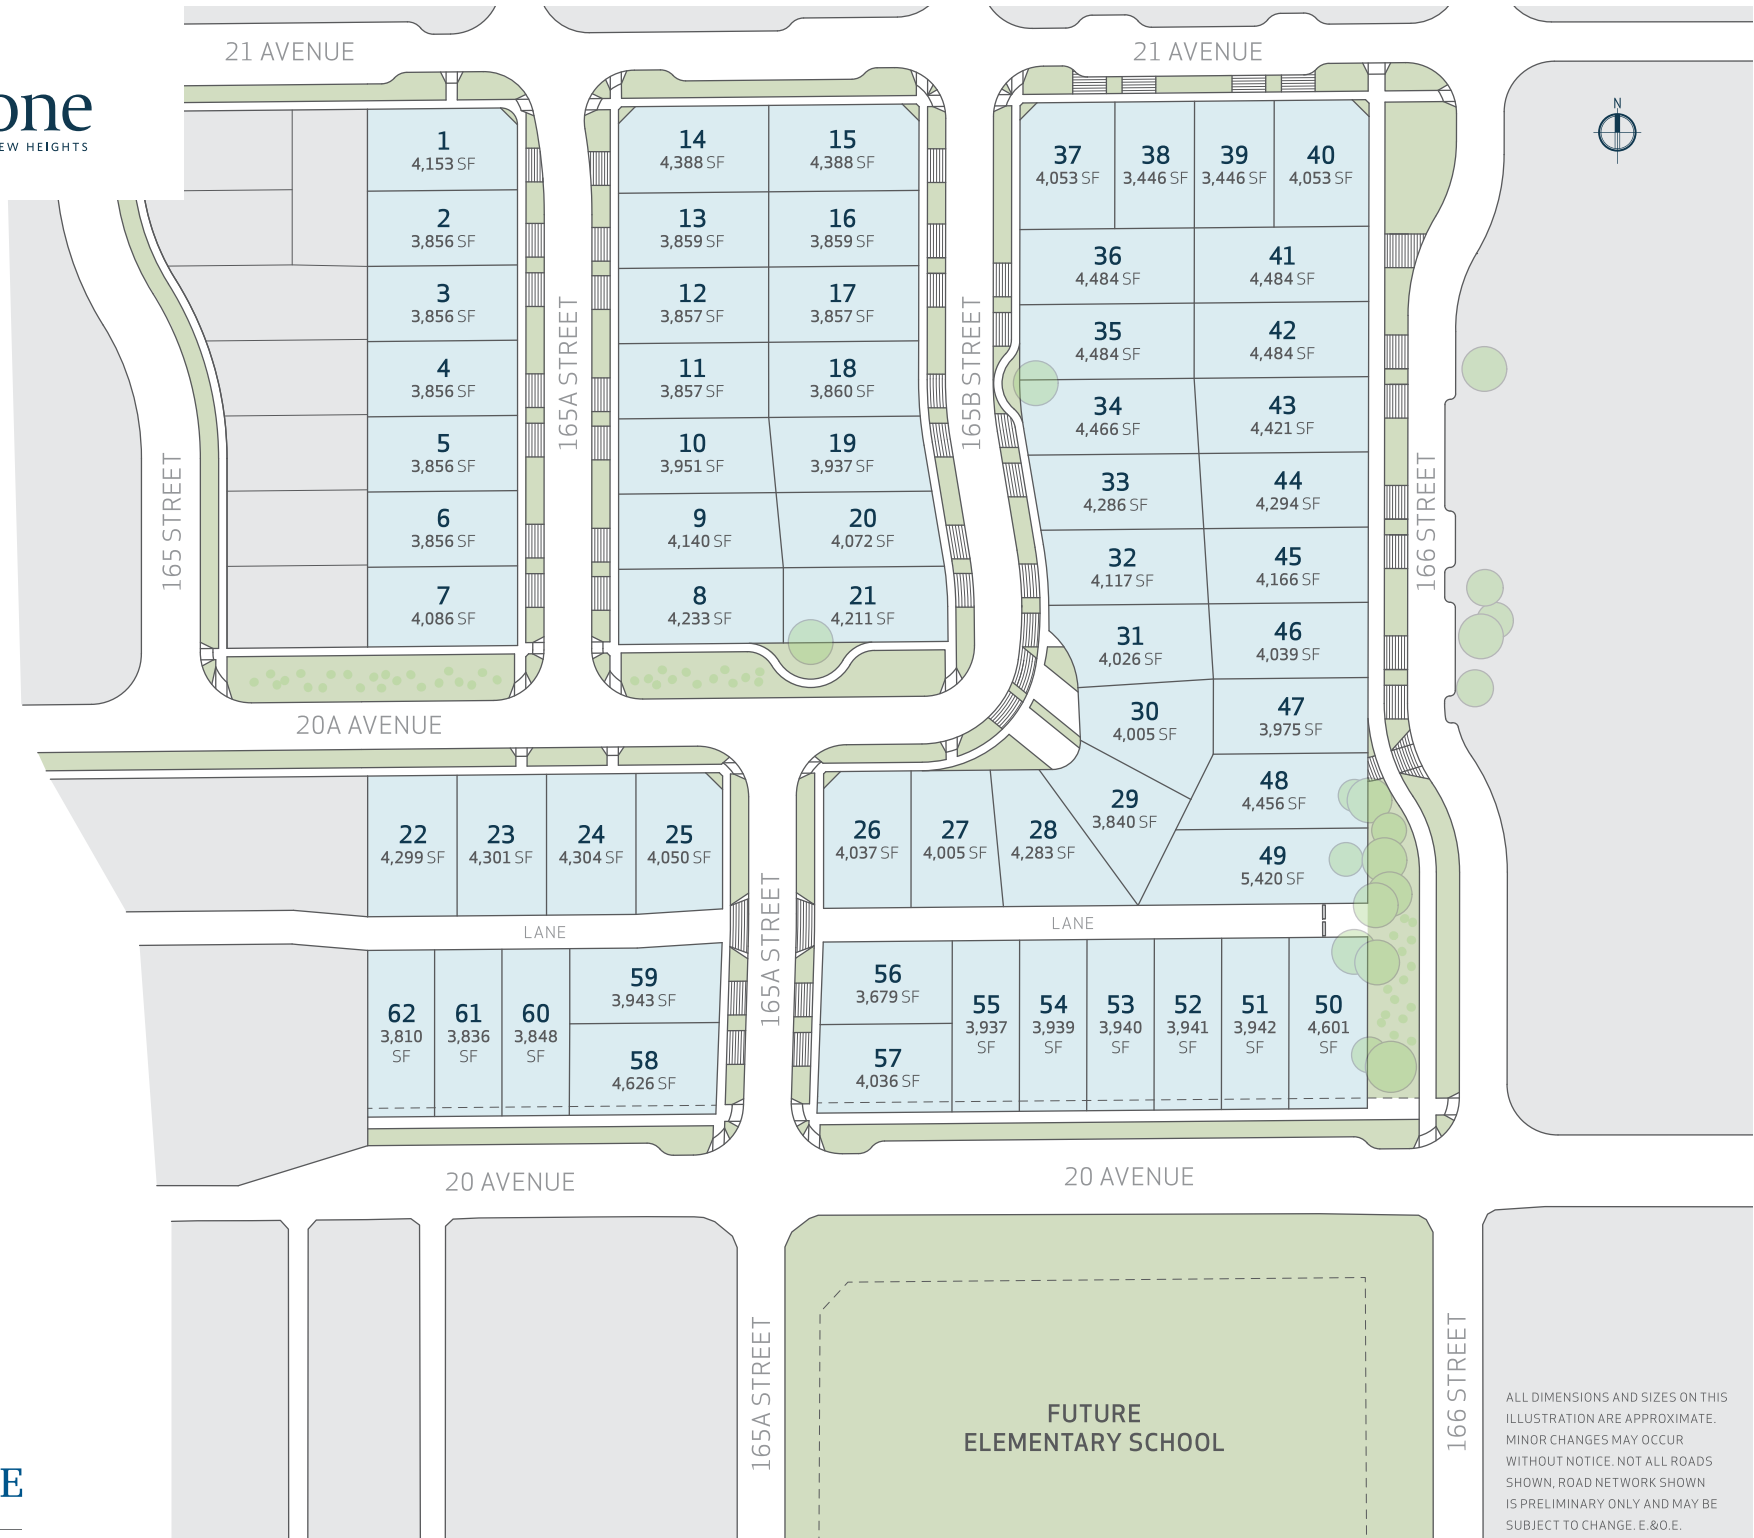 21 AVENUE
21 AVENUE
one
EW HEIGHTS
N
1
4,153 SF
2
3,856 SF
3
3,856 SF
4
3,856 SF
5
3,856 SF
6
3,856 SF
7
4,086 SF
14
4,388 SF
15
4,388 SF
13
3,859 SF
16
3,859 SF
12
3,857 SF
17
3,857 SF
11
3,857 SF
18
3,860 SF
10
3,951 SF
19
3,937 SF
9
4,140 SF
20
4,072 SF
8
4,233 SF
21
4,211 SF
37
4,053 SF
38
3,446 SF
39
3,446 SF
40
4,053 SF
36
4,484 SF
41
4,484 SF
35
4,484 SF
42
4,484 SF
34
4,466 SF
43
4,421 SF
33
4,286 SF
44
4,294 SF
32
4,117 SF
45
4,166 SF
31
4,026 SF
46
4,039 SF
30
4,005 SF
47
3,975 SF
29
3,840 SF
48
4,456 SF
49
5,420 SF
165 STREET
165A STREET
165B STREET
166 STREET
20A AVENUE
22
4,299 SF
23
4,301 SF
24
4,304 SF
25
4,050 SF
26
4,037 SF
27
4,005 SF
28
4,283 SF
LANE
LANE
165A STREET
62
3,810
SF
61
3,836
SF
60
3,848
SF
59
3,943 SF
58
4,626 SF
56
3,679 SF
57
4,036 SF
55
3,937
SF
54
3,939
SF
53
3,940
SF
52
3,941
SF
51
3,942
SF
50
4,601
SF
20 AVENUE
20 AVENUE
165A STREET
166 STREET
FUTURE
ELEMENTARY SCHOOL
E
ALL DIMENSIONS AND SIZES ON THIS
ILLUSTRATION ARE APPROXIMATE.
MINOR CHANGES MAY OCCUR
WITHOUT NOTICE. NOT ALL ROADS
SHOWN, ROAD NETWORK SHOWN
IS PRELIMINARY ONLY AND MAY BE
SUBJECT TO CHANGE. E.&O.E.